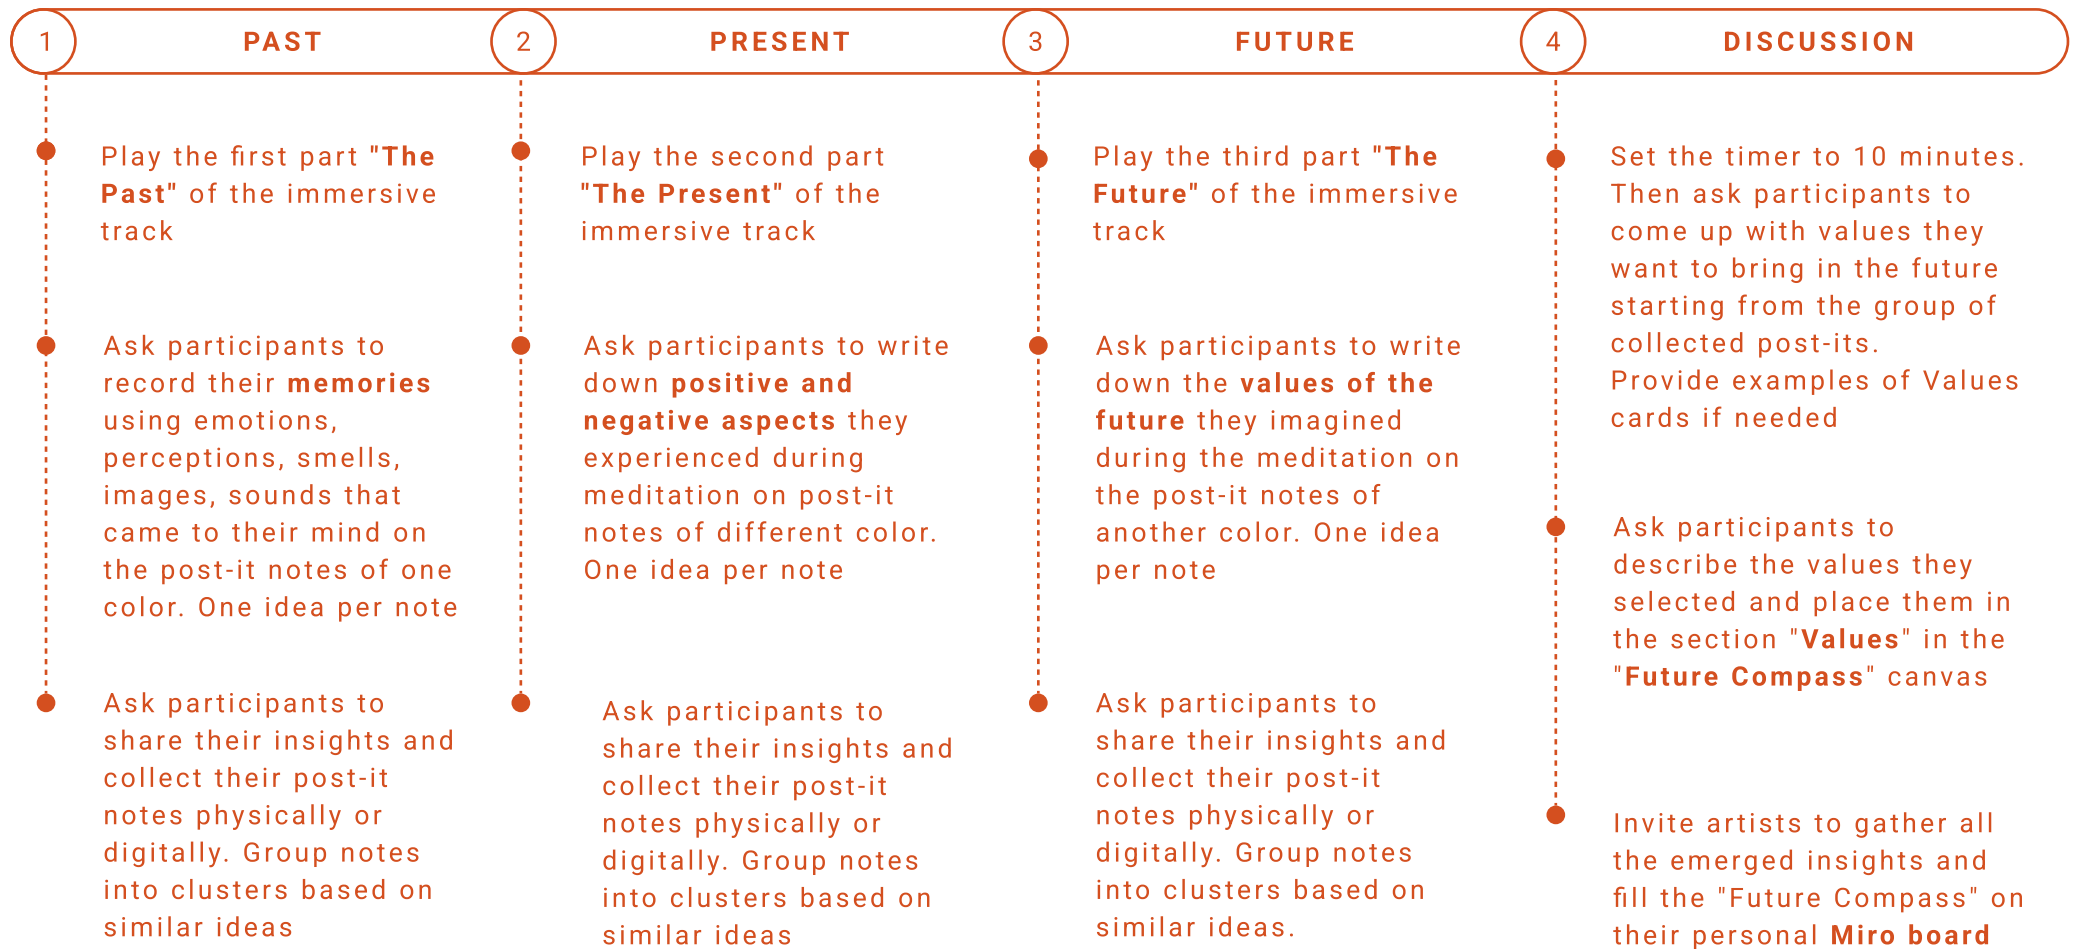 1 PAST 2 PRESENT 3 FUTURE 4 DISCUSSION
Play the first part "The
Past" of the immersive
track
Ask participants to
record their memories
using emotions,
perceptions, smells,
images, sounds that
came to their mind on
the post-it notes of one
color. One idea per note
Ask participants to
share their insights and
collect their post-it
notes physically or
digitally. Group notes
into clusters based on
similar ideas
Play the second part
"The Present" of the
immersive track
Ask participants to write
down positive and
negative aspects they
experienced during
meditation on post-it
notes of different color.
One idea per note
Ask participants to
share their insights and
collect their post-it
notes physically or
digitally. Group notes
into clusters based on
similar ideas
Play the third part "The
Future" of the immersive
track
Ask participants to write
down the values of the
future they imagined
during the meditation on
the post-it notes of
another color. One idea
per note
Ask participants to
share their insights and
collect their post-it
notes physically or
digitally. Group notes
into clusters based on
similar ideas.
Set the timer to 10 minutes.
Then ask participants to
come up with values they
want to bring in the future
starting from the group of
collected post-its.
Provide examples of Values
cards if needed
Ask participants to
describe the values they
selected and place them in
the section "Values" in the
"Future Compass" canvas
Invite artists to gather all
the emerged insights and
fill the "Future Compass" on
their personal Miro board